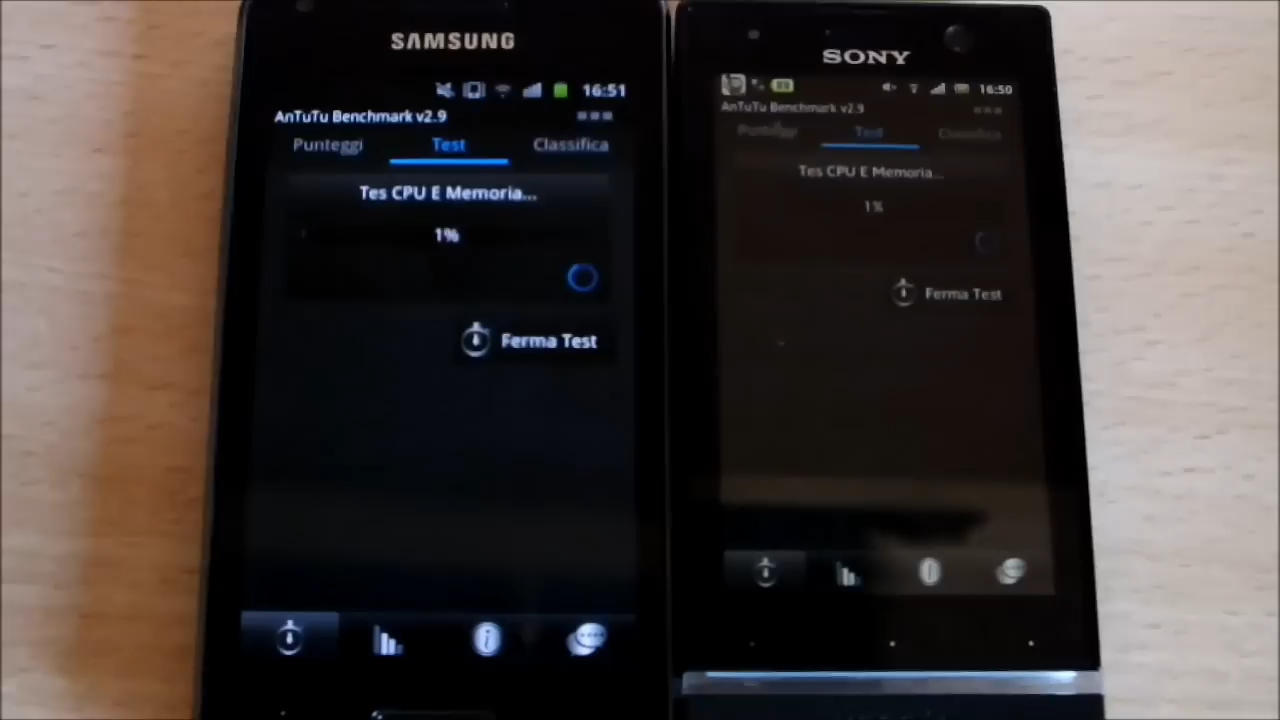 SAMSUNG
16:51
AnTuTu Benchmark v2.9
Punteggi
Test
Classifica
Tes CPU E Memoria...
1%
Ferma Test
SONY
16:50
AnTuTu Benchmark v2.9
Punteggi
Test
Classifica
Tes CPU E Memoria...
1%
Ferma Test